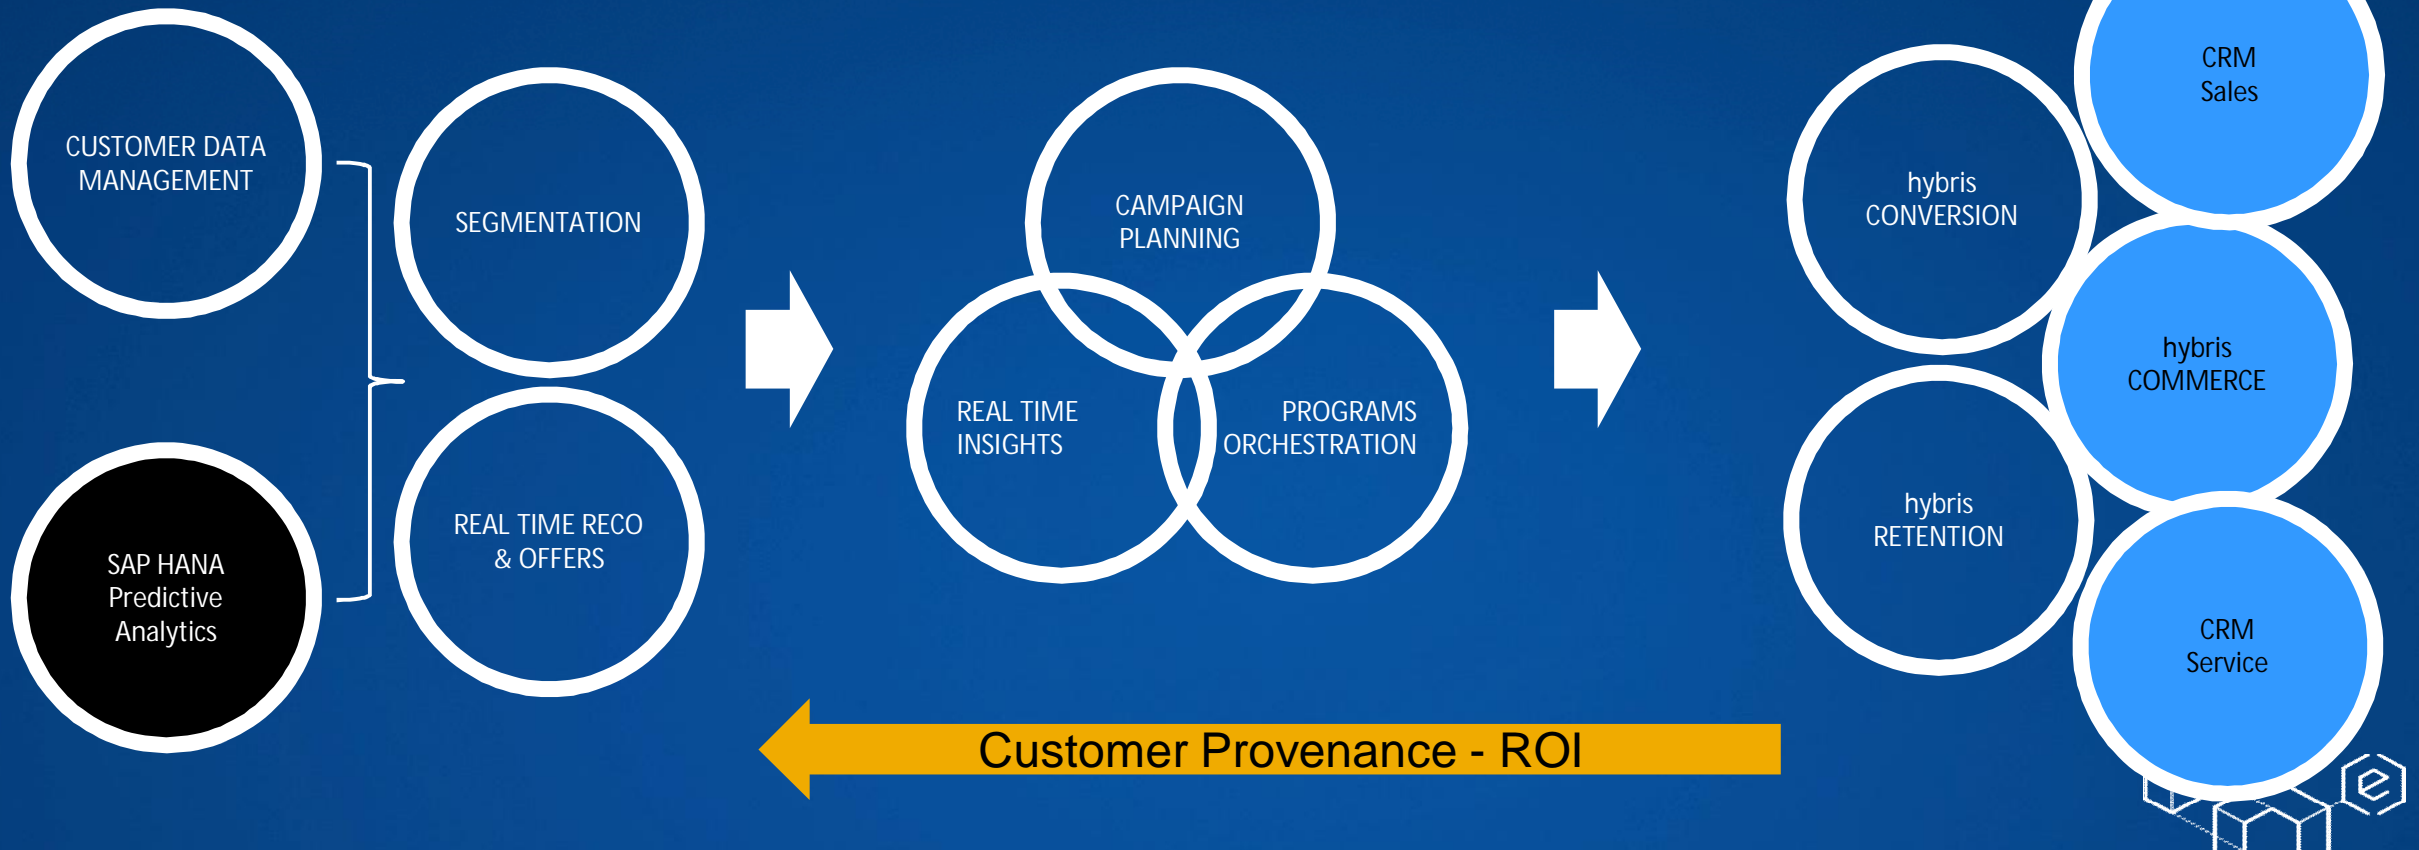 CUSTOMER DATA
MANAGEMENT
SAP HANA
Predictive
Analytics
SEGMENTATION
REAL TIME RECO
& OFFERS
CAMPAIGN
PLANNING
REAL TIME
INSIGHTS
PROGRAMS
ORCHESTRATION
hybris
CONVERSION
hybris
RETENTION
CRM
Sales
hybris
COMMERCE
CRM
Service
Customer Provenance - ROI
e